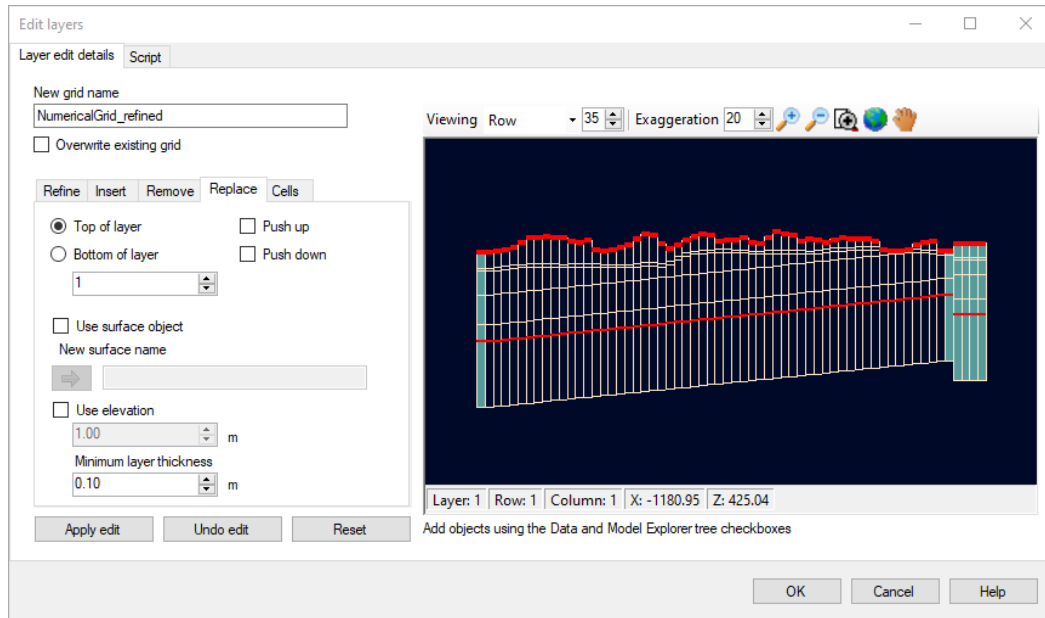 Edit layers
Layer edit details Script
New grid name
NumericalGrid_refined
Overwrite existing grid
Viewing Row 35 Exaggeration 20
Refine Insert Remove Replace Cells
Top of layer Push up
Bottom of layer Push down
1
Use surface object
New surface name
Use elevation
1.00 m
Minimum layer thickness
0.10 m
Layer: 1 Row: 1 Column: 1 X: -1180.95 Z: 425.04
Apply edit Undo edit Reset Add objects using the Data and Model Explorer tree checkboxes
OK Cancel Help